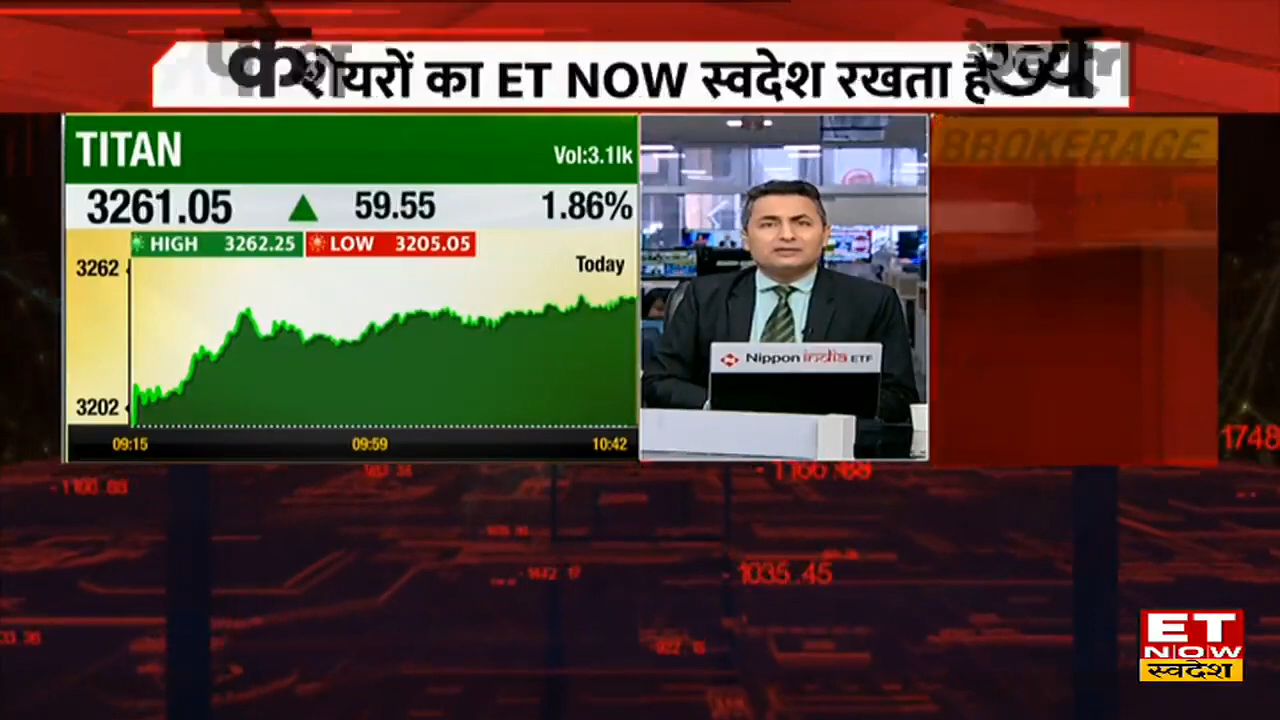 शेयरों का ET NOW स्वदेश रखता है
TITAN
Vol:3.1lk
3261.05 ▲ 59.55 1.86%
HIGH 3262.25 LOW 3205.05
Today
3262
3202
09:15 09:59 10:42
Nippon india ETF
BROKERAGE
1748
1035.45
ET
NOW
स्वदेश